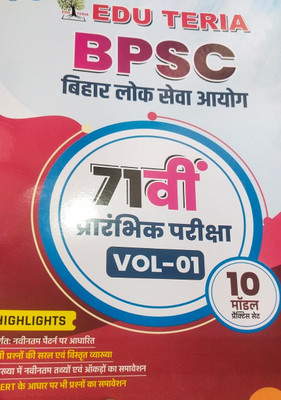 EDU TERIA
BPSC
बिहार लोक सेवा आयोग
71वीं
प्रारंभिक परीक्षा
VOL-01
10
मॉडल
प्रैक्टिस सेट
HIGHLIGHTS
नवीनतम पैटर्न पर आधारित
प्रश्नों की सरल एवं विस्तृत व्याख्या
में नवीनतम तथ्यों एवं आँकड़ों का समावेशन
के आधार पर भी प्रश्नों का समावेशन